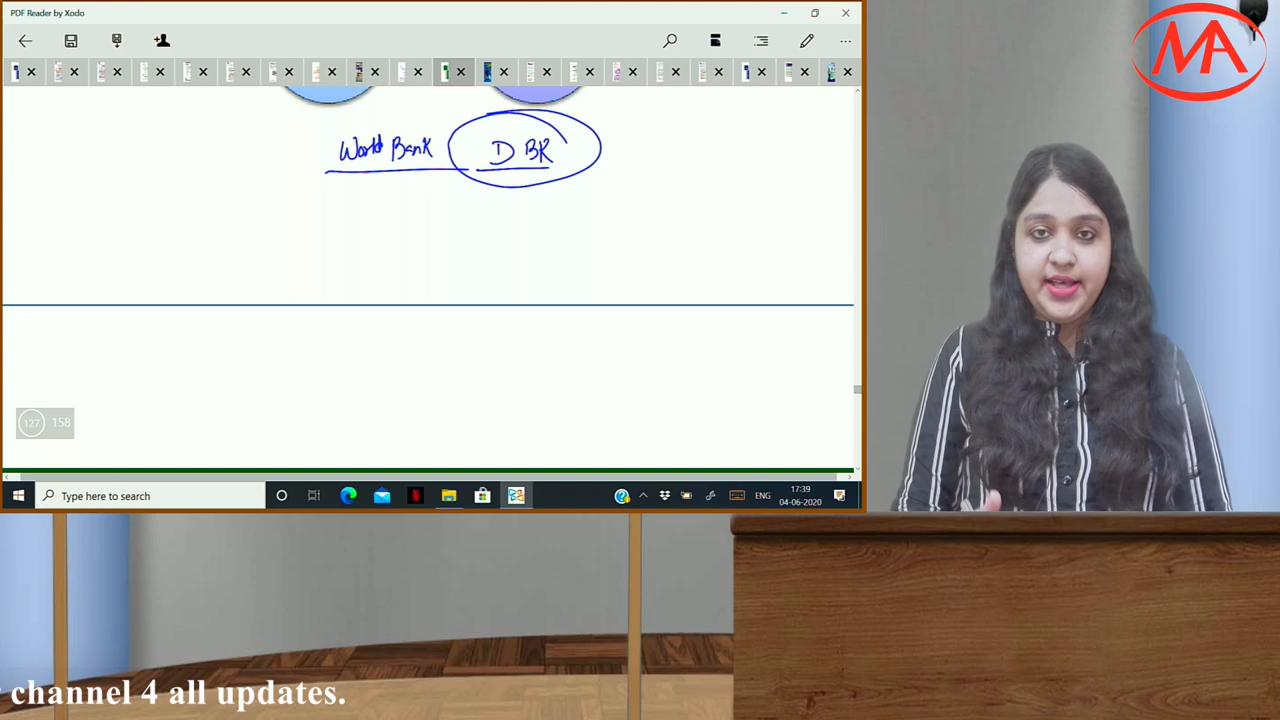 PDF Reader by Xodo
MA
World Bank D BR
127 158
Type here to search
ENG
17:39
04-06-2020
channel 4 all updates.